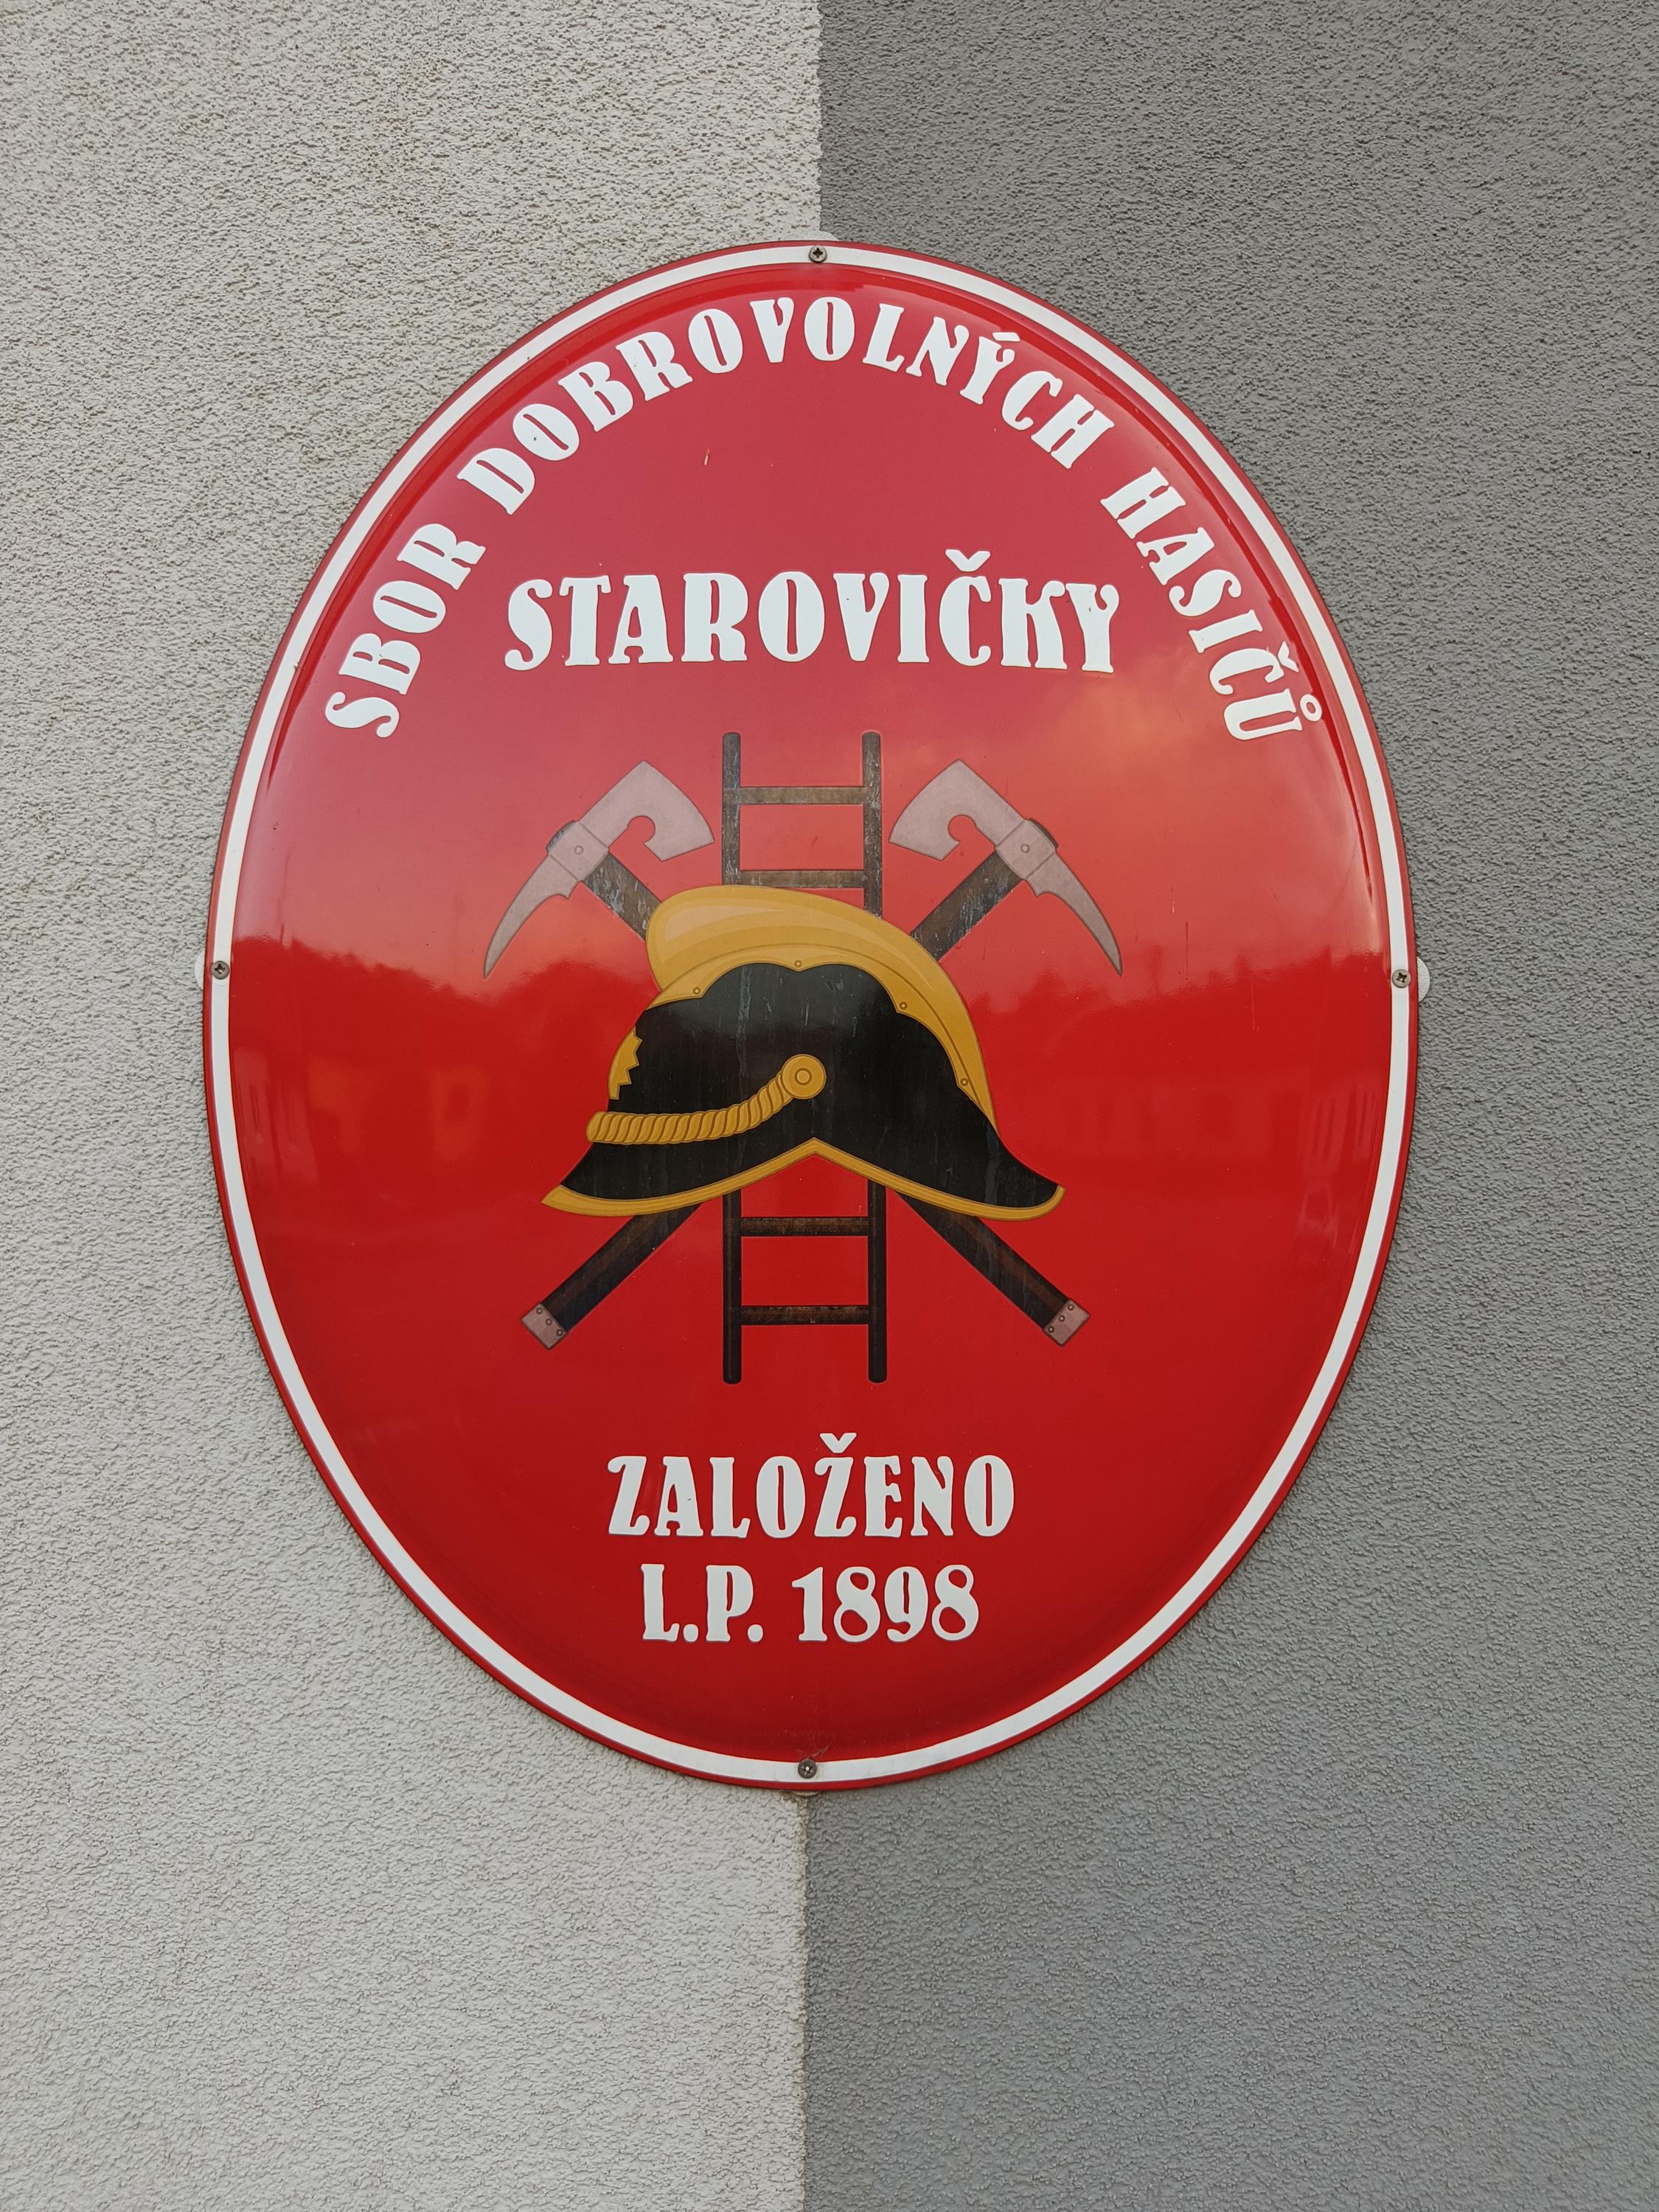 SBOR DOBROVOLNÝCH HASIČŮ
STAROVIČKY
ZALOŽENO
L.P. 1898